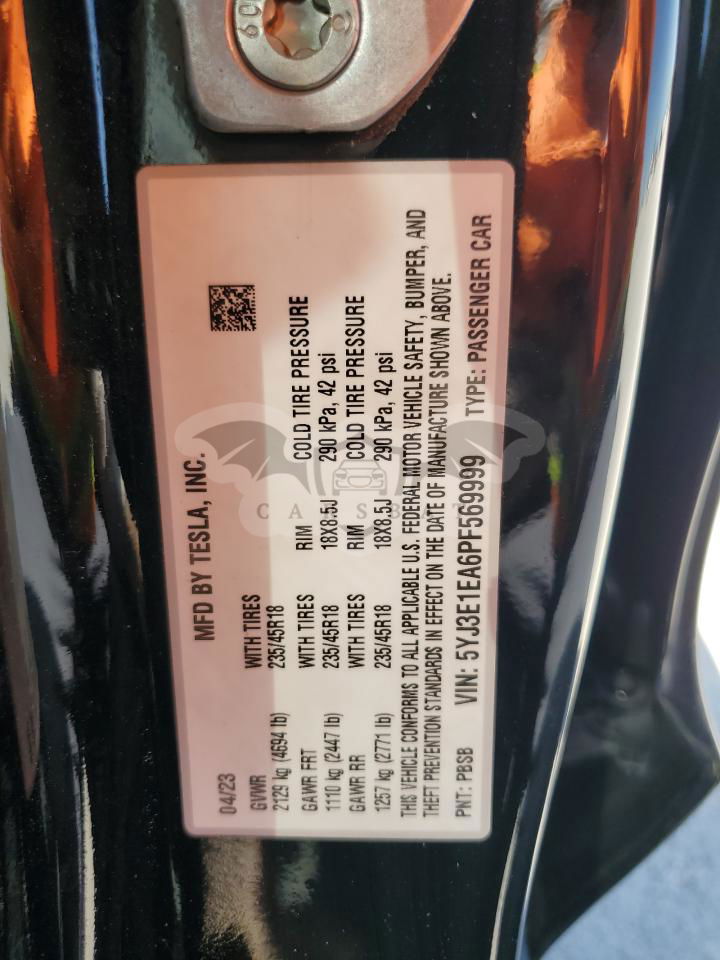 60
MFD BY TESLA, INC.
04/23
GVWR WITH TIRES
2129 kg (4694 lb) 235/45R18
GAWR FRT WITH TIRES RIM COLD TIRE PRESSURE
1110 kg (2447 lb) 235/45R18 18X8.5J 290 kPa, 42 psi
GAWR RR WITH TIRES RIM COLD TIRE PRESSURE
1257 kg (2771 lb) 235/45R18 18X8.5J 290 kPa, 42 psi
THIS VEHICLE CONFORMS TO ALL APPLICABLE U.S. FEDERAL MOTOR VEHICLE SAFETY, BUMPER, AND
THEFT PREVENTION STANDARDS IN EFFECT ON THE DATE OF MANUFACTURE SHOWN ABOVE.
PNT: PBSB VIN: 5YJ3E1EA6PF569999 TYPE: PASSENGER CAR
CARSBAT